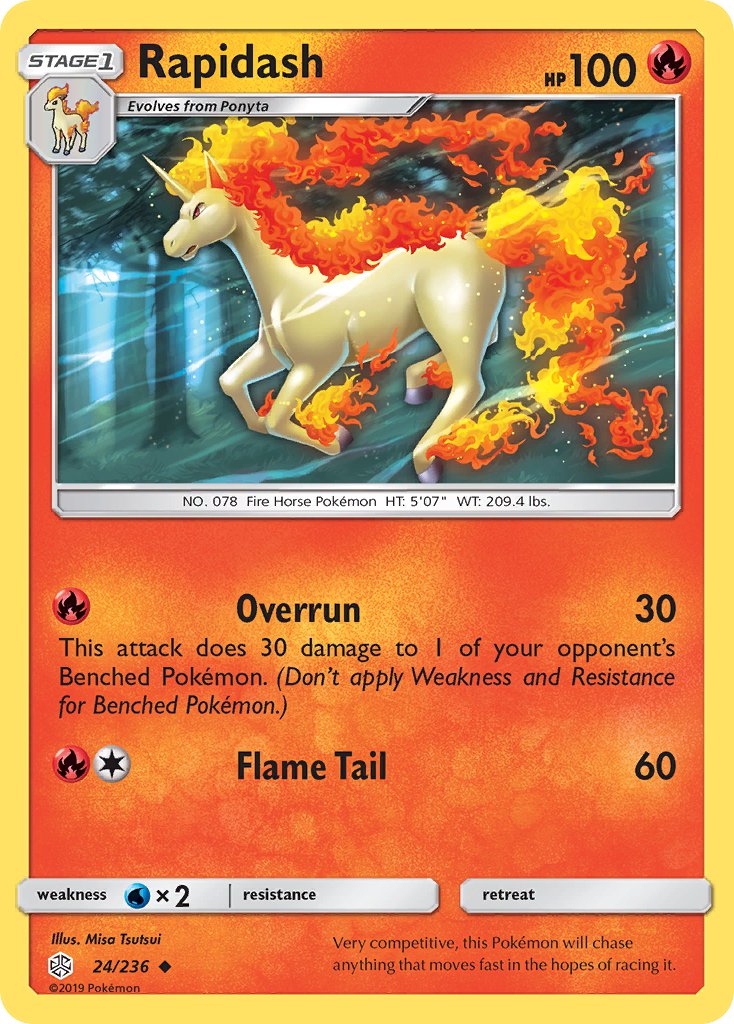 STAGE1
Rapidash
HP100
Evolves from Ponyta
NO. 078 Fire Horse Pokémon HT: 5'07" WT: 209.4 lbs.
Overrun 30
This attack does 30 damage to 1 of your opponent's
Benched Pokémon. (Don't apply Weakness and Resistance
for Benched Pokémon.)
Flame Tail 60
weakness × 2 resistance retreat
Illus. Misa Tsutsui
24/236
©2019 Pokémon
Very competitive, this Pokémon will chase
anything that moves fast in the hopes of racing it.